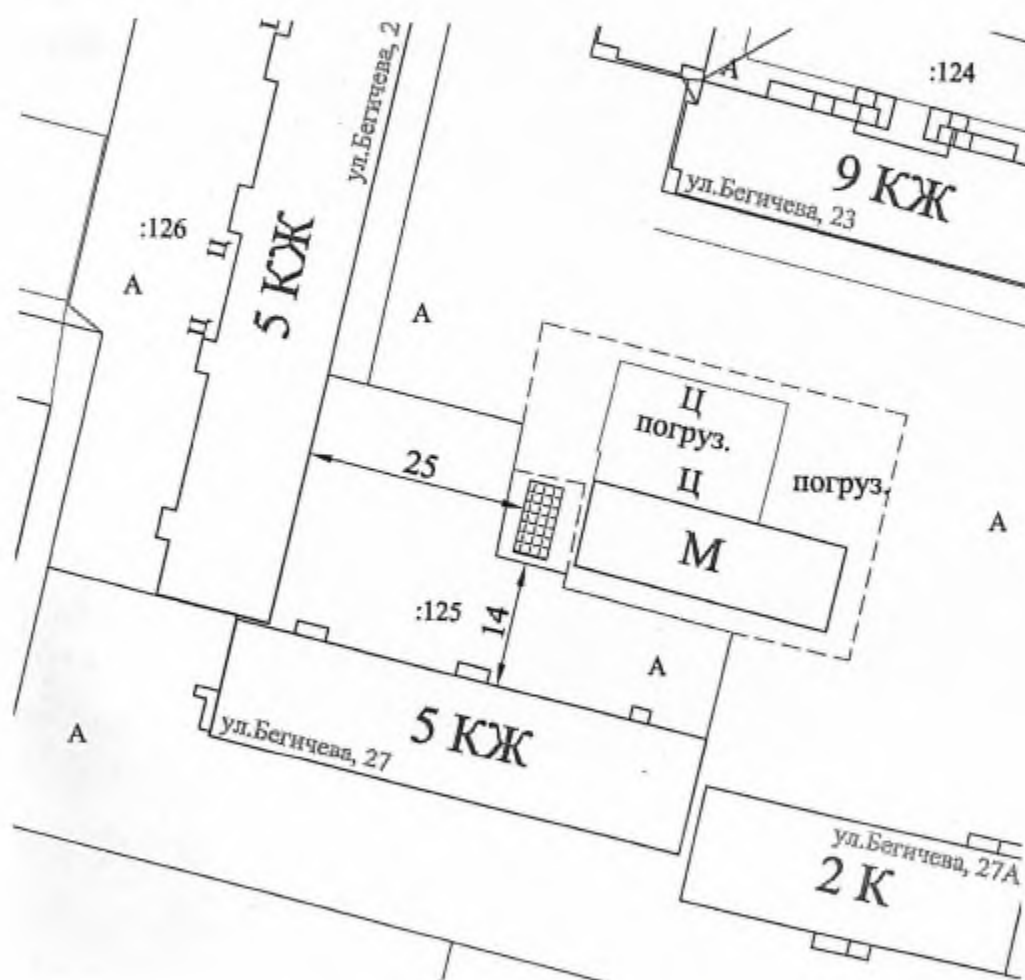 Ц
ул.Бегичева, 2
А
:124
9 КЖ
ул.Бегичева, 23
:126
Ц
5 КЖ
А
Ц
А
Ц
погруз.
25
Ц
погруз.
А
М
:125
14
А
5 КЖ
ул.Бегичева, 27
А
ул.Бегичева, 27А
2 К